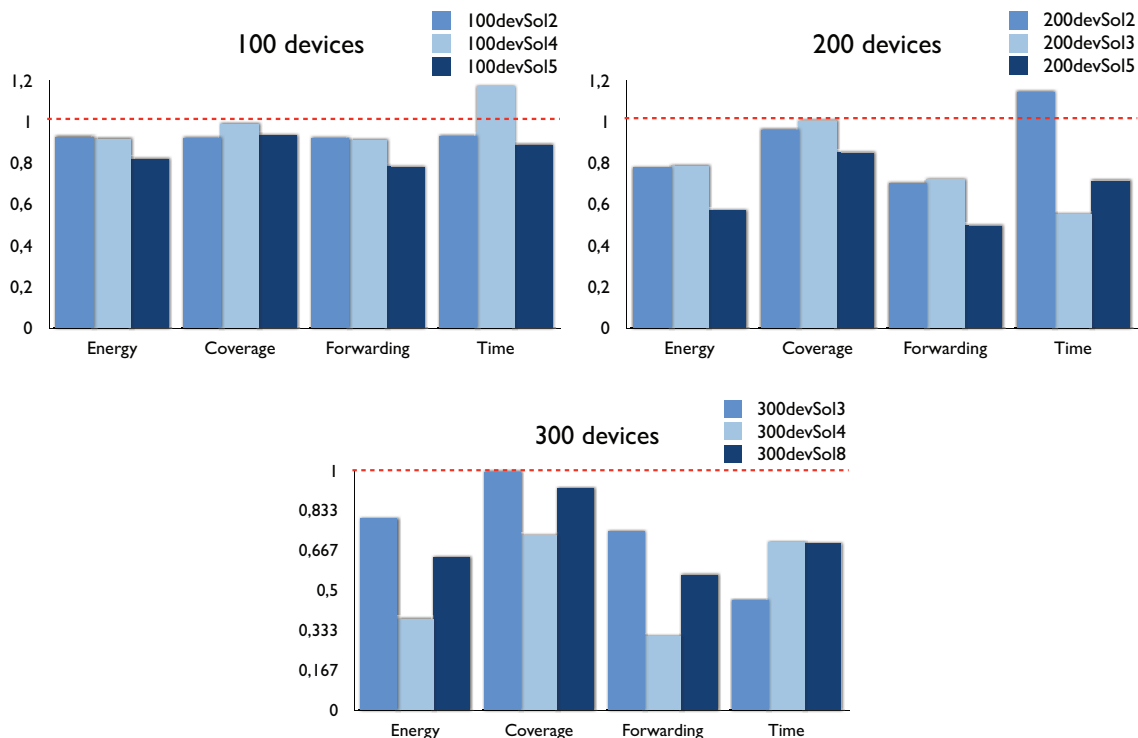 100 devices
100devSol2
100devSol4
100devSol5
1,2
1
0,8
0,6
0,4
0,2
0
Energy Coverage Forwarding Time
200 devices
200devSol2
200devSol3
200devSol5
1,2
1
0,8
0,6
0,4
0,2
0
Energy Coverage Forwarding Time
300 devices
300devSol3
300devSol4
300devSol8
1
0,833
0,667
0,5
0,333
0,167
0
Energy Coverage Forwarding Time